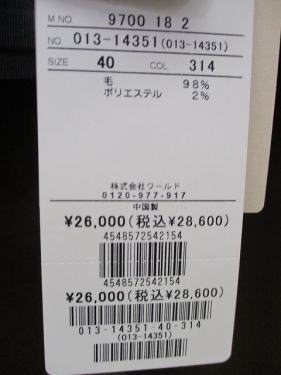 M NO 9700 18 2
NO 013-14351(013-14351)
SIZE 40 COL 314
毛 98%
ポリエステル 2%
株式会社ワールド
0120-977-917
中国製
¥26,000(税込¥28,600)
4548572542154
4548572542154
¥26,000(税込¥28,600)
013-14351-40-314
(013-14351)